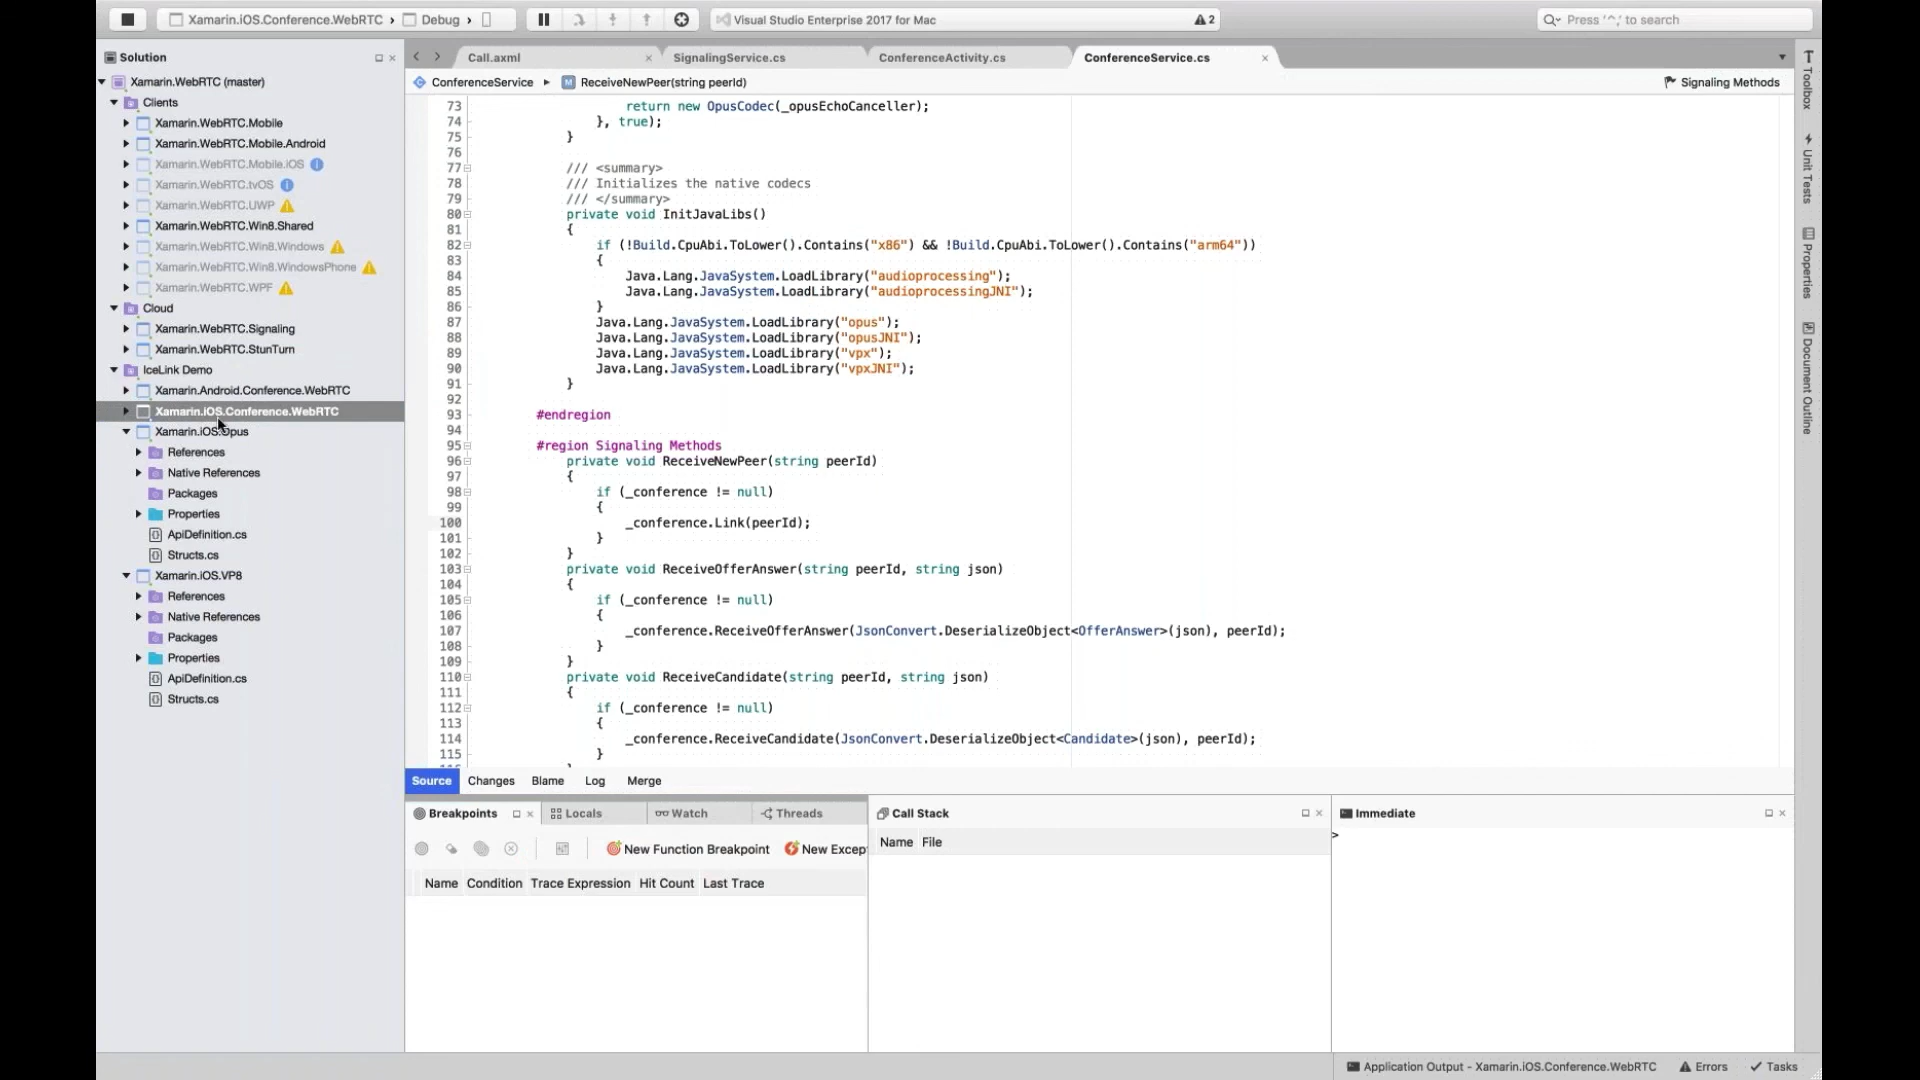 Xamarin.iOS.Conference.WebRTC › Debug ›
Visual Studio Enterprise 2017 for Mac
2
Press '^,' to search
Solution
Xamarin.WebRTC (master)
Clients
Xamarin.WebRTC.Mobile
Xamarin.WebRTC.Mobile.Android
Xamarin.WebRTC.Mobile.iOS
Xamarin.WebRTC.tvOS
Xamarin.WebRTC.UWP
Xamarin.WebRTC.Win8.Shared
Xamarin.WebRTC.Win8.Windows
Xamarin.WebRTC.Win8.WindowsPhone
Xamarin.WebRTC.WPF
Cloud
Xamarin.WebRTC.Signaling
Xamarin.WebRTC.StunTurn
IceLink Demo
Xamarin.Android.Conference.WebRTC
Xamarin.iOS.Conference.WebRTC
Xamarin.iOS.Opus
References
Native References
Packages
Properties
ApiDefinition.cs
Structs.cs
Xamarin.iOS.VP8
References
Native References
Packages
Properties
ApiDefinition.cs
Structs.cs
Call.axml
SignalingService.cs
ConferenceActivity.cs
ConferenceService.cs
ConferenceService ▸ M ReceiveNewPeer(string peerId)
Signaling Methods
73 return new OpusCodec(_opusEchoCanceller);
74 }, true);
75 }
76
77 /// <summary>
78 /// Initializes the native codecs
79 /// </summary>
80 private void InitJavaLibs()
81 {
82 if (!Build.CpuAbi.ToLower().Contains("x86") && !Build.CpuAbi.ToLower().Contains("arm64"))
83 {
84 Java.Lang.JavaSystem.LoadLibrary("audioprocessing");
85 Java.Lang.JavaSystem.LoadLibrary("audioprocessingJNI");
86 }
87 Java.Lang.JavaSystem.LoadLibrary("opus");
88 Java.Lang.JavaSystem.LoadLibrary("opusJNI");
89 Java.Lang.JavaSystem.LoadLibrary("vpx");
90 Java.Lang.JavaSystem.LoadLibrary("vpxJNI");
91 }
92
93 #endregion
94
95 #region Signaling Methods
96 private void ReceiveNewPeer(string peerId)
97 {
98 if (_conference != null)
99 {
100 _conference.Link(peerId);
101 }
102 }
103 private void ReceiveOfferAnswer(string peerId, string json)
104 {
105 if (_conference != null)
106 {
107 _conference.ReceiveOfferAnswer(JsonConvert.DeserializeObject<OfferAnswer>(json), peerId);
108 }
109 }
110 private void ReceiveCandidate(string peerId, string json)
111 {
112 if (_conference != null)
113 {
114 _conference.ReceiveCandidate(JsonConvert.DeserializeObject<Candidate>(json), peerId);
115 }
Source Changes Blame Log Merge
Breakpoints
Locals
Watch
Threads
New Function Breakpoint New Excep
Name Condition Trace Expression Hit Count Last Trace
Call Stack
Name File
Immediate
>
Toolbox
Unit Tests
Properties
Document Outline
Application Output - Xamarin.iOS.Conference.WebRTC Errors Tasks